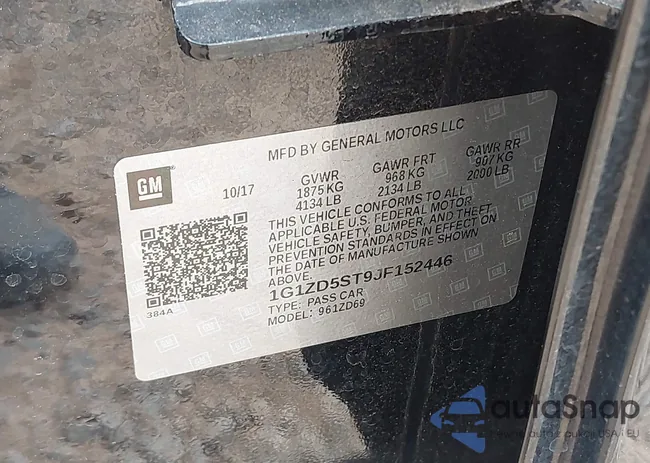 MFD BY GENERAL MOTORS LLC
GM
10/17
GVWR GAWR FRT GAWR RR
1875 KG 968 KG 907 KG
4134 LB 2134 LB 2000 LB
THIS VEHICLE CONFORMS TO ALL
APPLICABLE U.S. FEDERAL MOTOR
VEHICLE SAFETY, BUMPER, AND THEFT
PREVENTION STANDARDS IN EFFECT ON
THE DATE OF MANUFACTURE SHOWN
ABOVE.
1G1ZD5ST9JF152446
384A
TYPE: PASS CAR
MODEL: 961ZD69
autoSnap